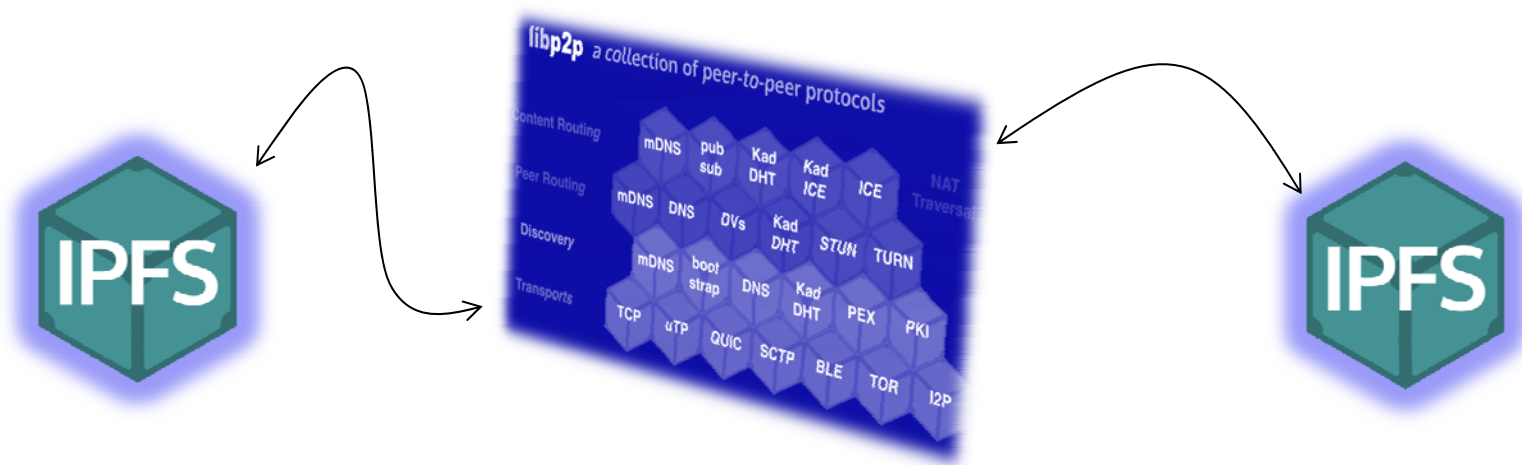 IPFS
libp2p a collection of peer-to-peer protocols
Content Routing
mDNS
pub
sub
Kad
DHT
Kad
ICE
ICE
NAT
Traversal
Peer Routing
mDNS
DNS
DVs
Kad
DHT
STUN
TURN
Discovery
mDNS
boot
strap
DNS
Kad
DHT
PEX
PKI
Transports
TCP
uTP
QUIC
SCTP
BLE
TOR
I2P
IPFS